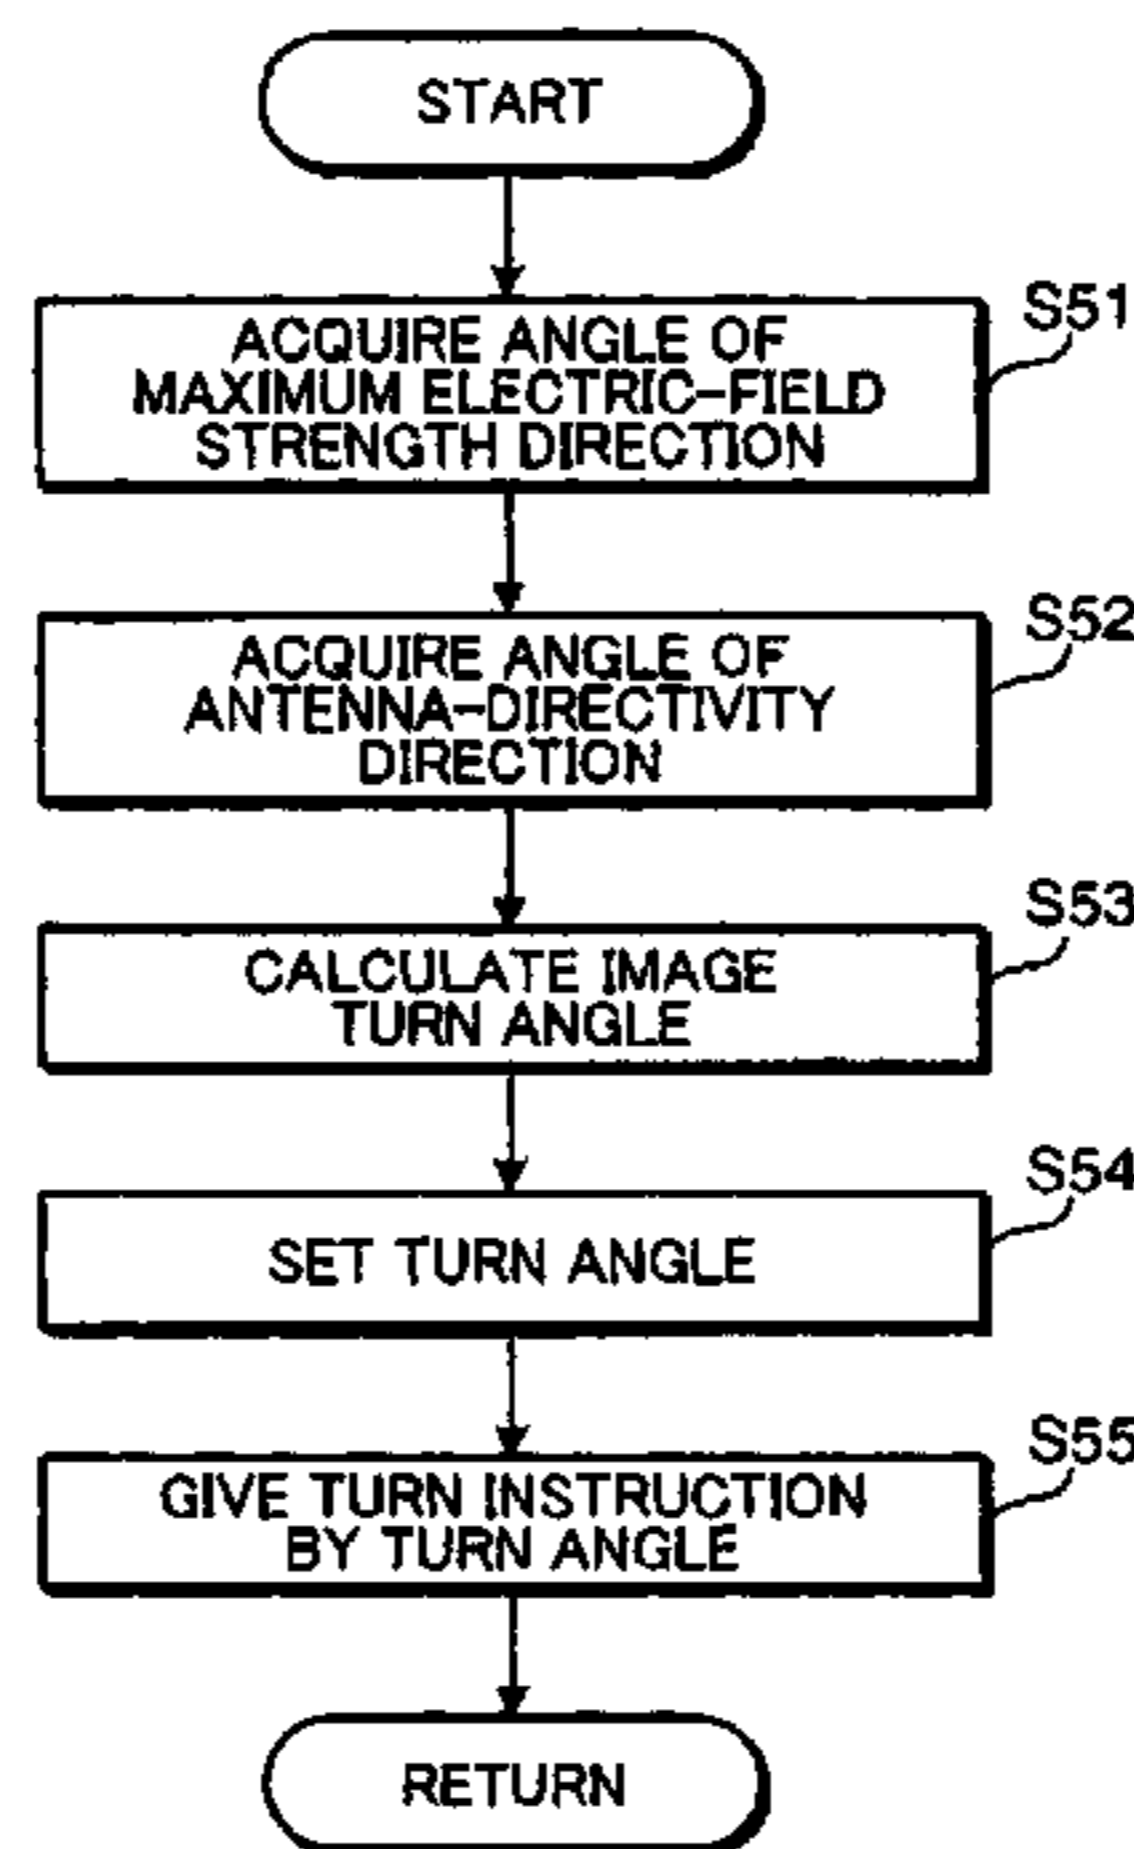 START
S51
ACQUIRE ANGLE OF
MAXIMUM ELECTRIC-FIELD
STRENGTH DIRECTION
S52
ACQUIRE ANGLE OF
ANTENNA-DIRECTIVITY
DIRECTION
S53
CALCULATE IMAGE
TURN ANGLE
S54
SET TURN ANGLE
S55
GIVE TURN INSTRUCTION
BY TURN ANGLE
RETURN